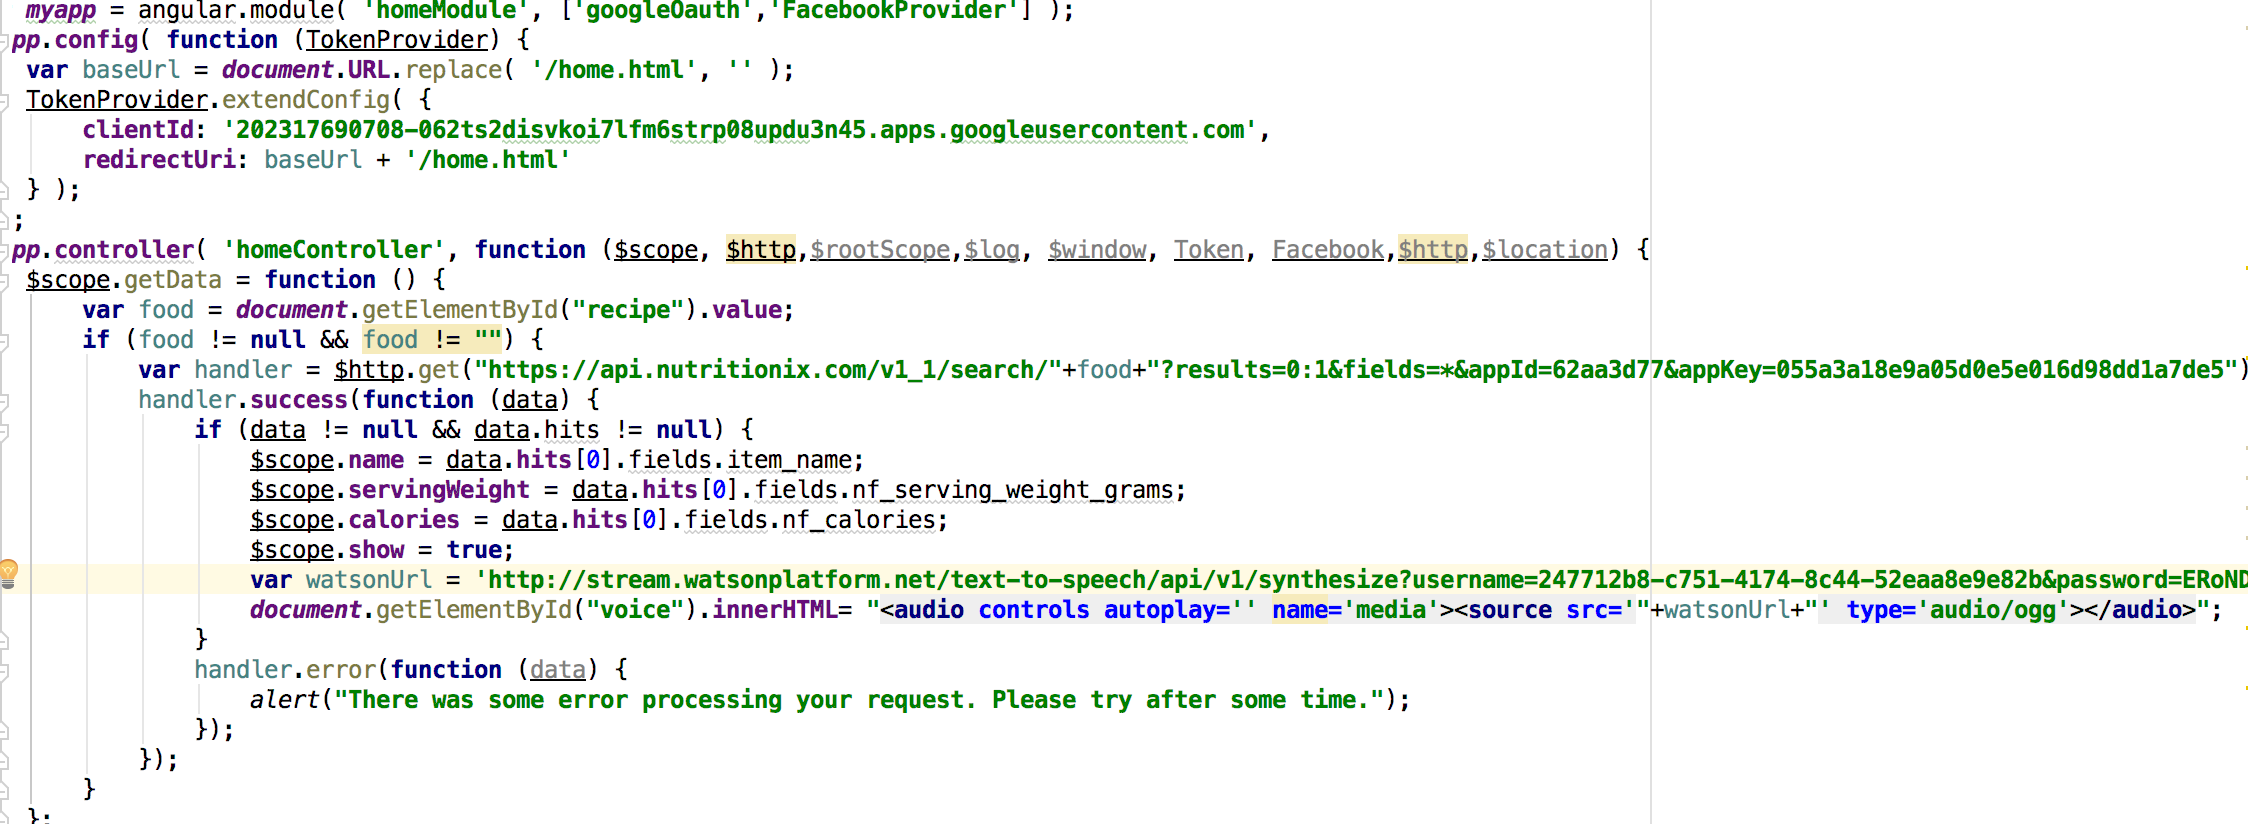 myapp = angular.module( 'homeModule', ['googleOauth','FacebookProvider'] );
pp.config( function (TokenProvider) {
var baseUrl = document.URL.replace( '/home.html', '' );
TokenProvider.extendConfig( {
clientId: '202317690708-062ts2disvkoi7lfm6strp08updu3n45.apps.googleusercontent.com',
redirectUri: baseUrl + '/home.html'
} );
;
pp.controller( 'homeController', function ($scope, $http,$rootScope,$log, $window, Token, Facebook,$http,$location) {
$scope.getData = function () {
var food = document.getElementById("recipe").value;
if (food != null && food != "") {
var handler = $http.get("https://api.nutritionix.com/v1_1/search/"+food+"?results=0:1&fields=*&appId=62aa3d77&appKey=055a3a18e9a05d0e5e016d98dd1a7de5")
handler.success(function (data) {
if (data != null && data.hits != null) {
$scope.name = data.hits[0].fields.item_name;
$scope.servingWeight = data.hits[0].fields.nf_serving_weight_grams;
$scope.calories = data.hits[0].fields.nf_calories;
$scope.show = true;
var watsonUrl = 'http://stream.watsonplatform.net/text-to-speech/api/v1/synthesize?username=247712b8-c751-4174-8c44-52eaa8e9e82b&password=ERoND
document.getElementById("voice").innerHTML= "<audio controls autoplay='' name='media'><source src='"+watsonUrl+"' type='audio/ogg'></audio>";
}
handler.error(function (data) {
alert("There was some error processing your request. Please try after some time.");
});
});
}
};